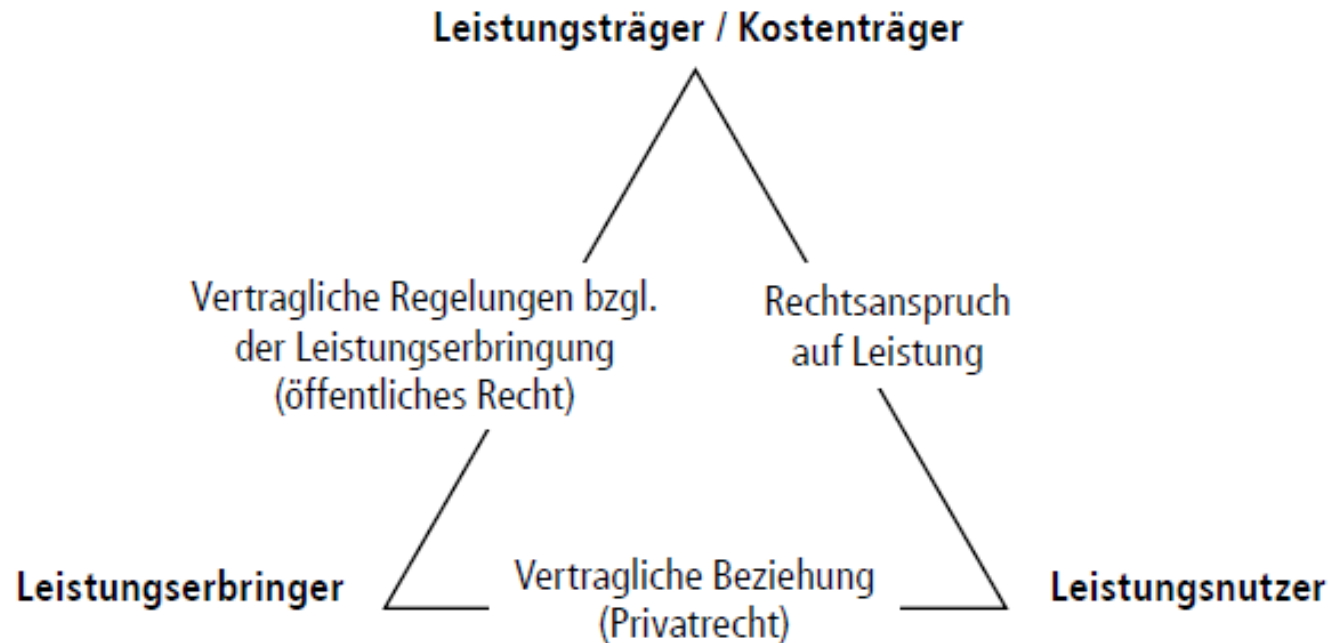 Leistungsträger / Kostenträger
Vertragliche Regelungen bzgl.
der Leistungserbringung
(öffentliches Recht)
Rechtsanspruch
auf Leistung
Leistungserbringer
Vertragliche Beziehung
(Privatrecht)
Leistungsnutzer